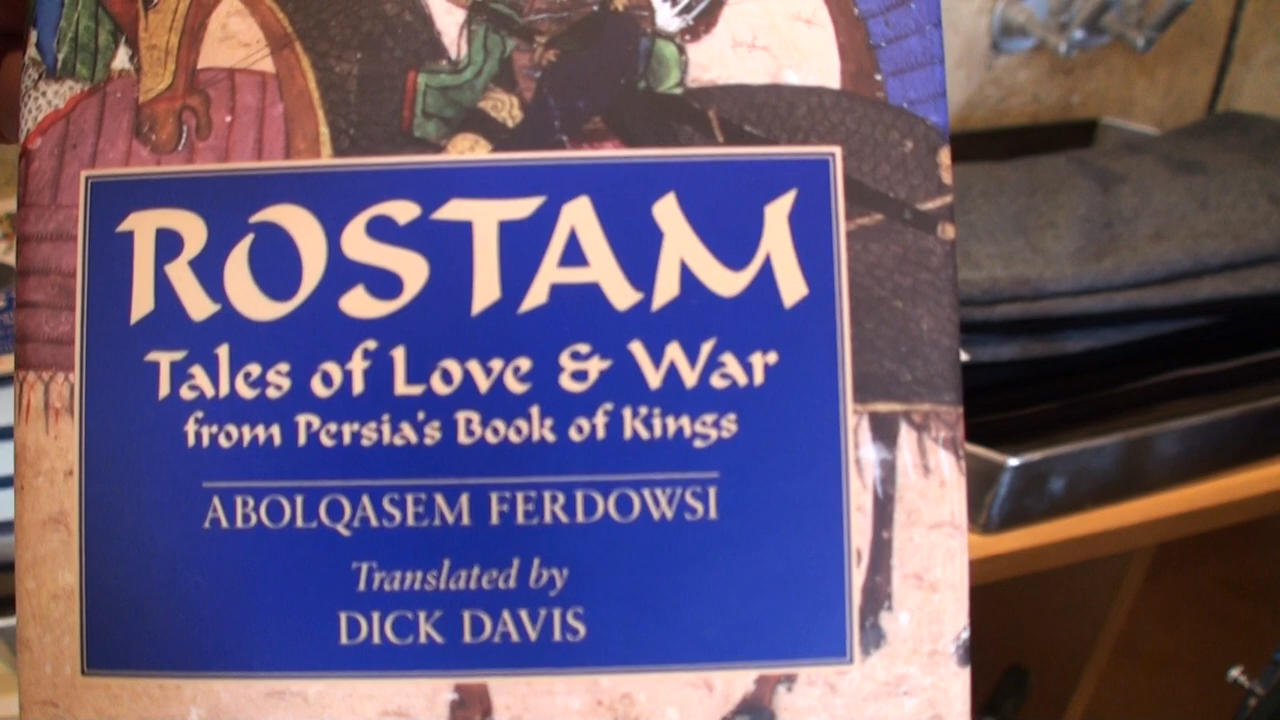 ROSTAM
Tales of Love & War
from Persia's Book of Kings
ABOLQASEM FERDOWSI
Translated by
DICK DAVIS